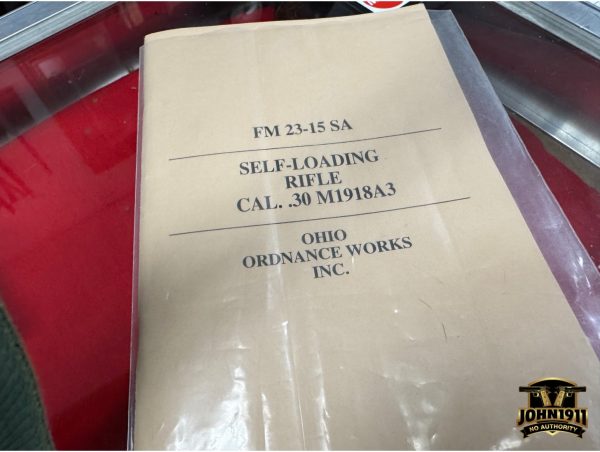 FM 23-15 SA
SELF-LOADING
RIFLE
CAL. .30 M1918A3
OHIO
ORDNANCE WORKS
INC.
JOHN1911
NO AUTHORITY